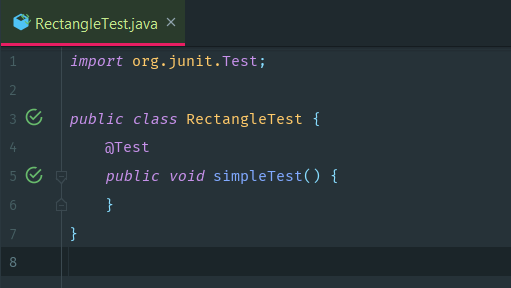 RectangleTest.java ×
1 import org.junit.Test;
2
3 public class RectangleTest {
4     @Test
5     public void simpleTest() {
6     }
7 }
8